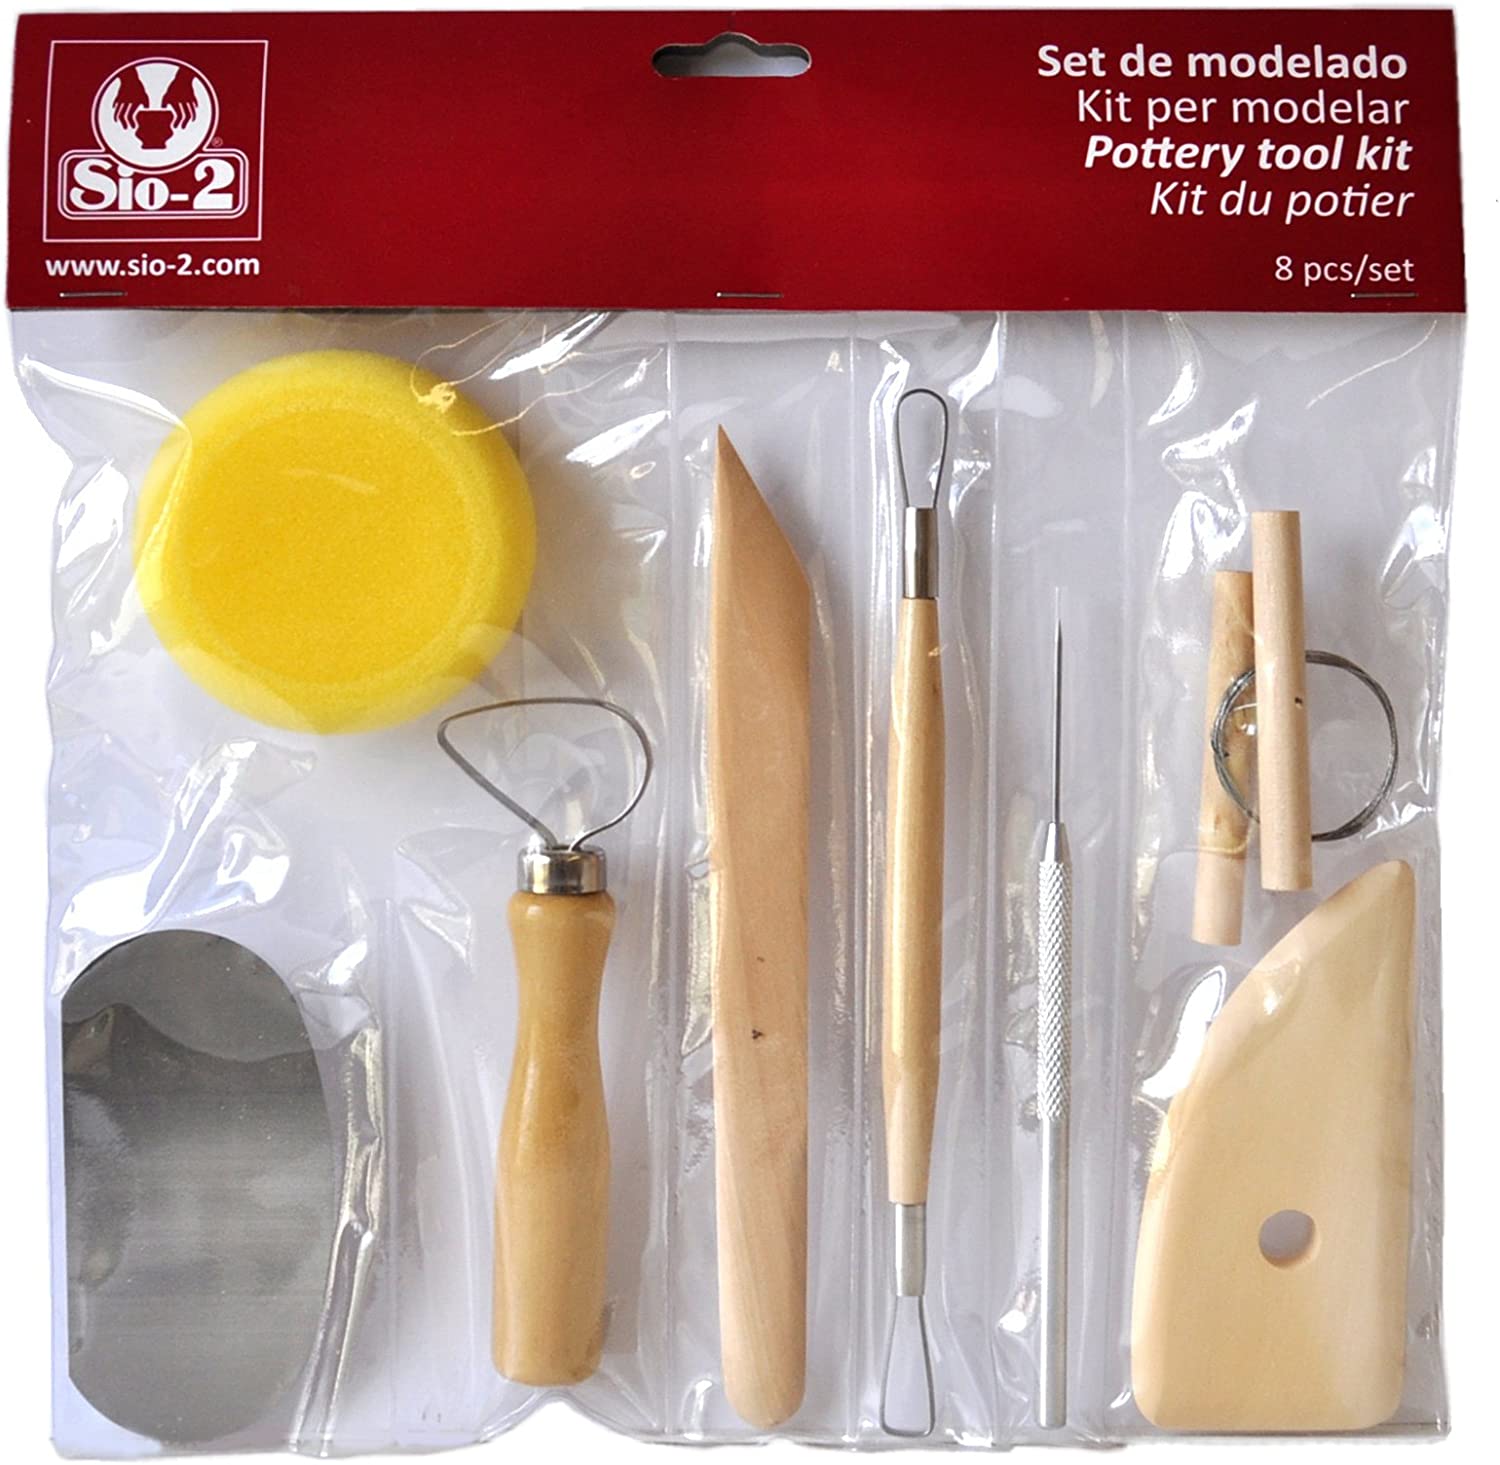 Sio-2
www.sio-2.com
Set de modelado
Kit per modelar
Pottery tool kit
Kit du potier
8 pcs/set